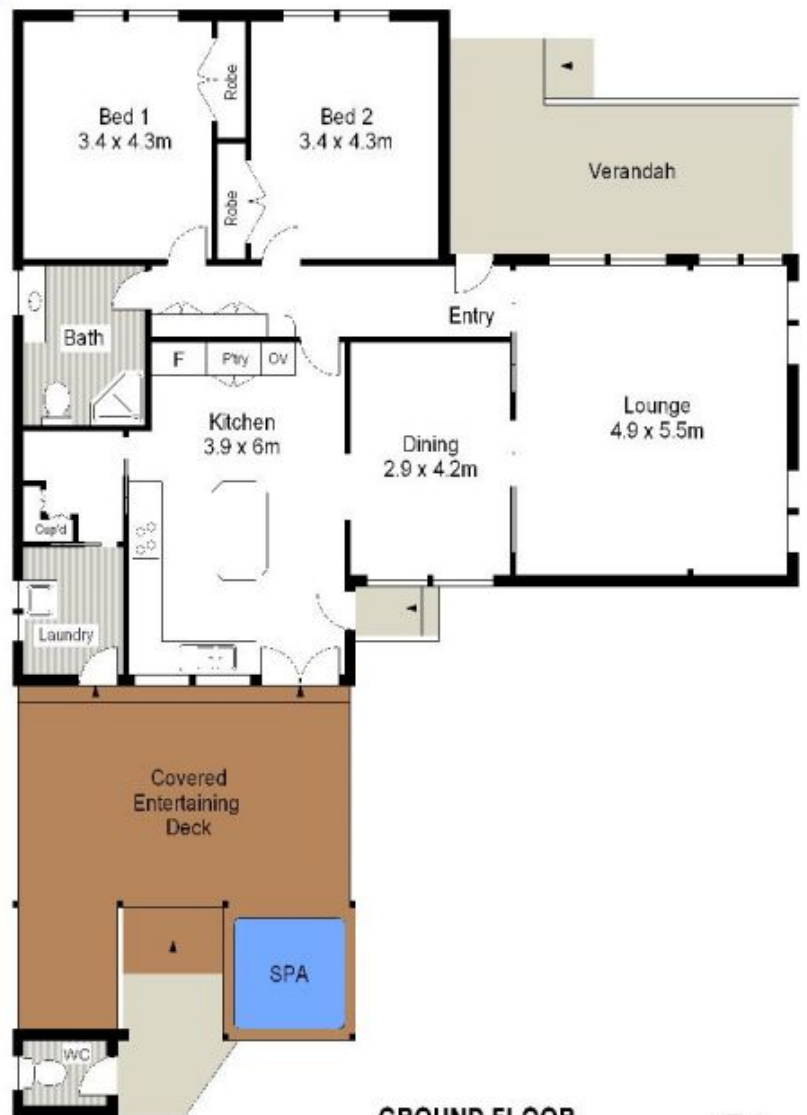 Bed 1
3.4 x 4.3m
Robe
Bed 2
3.4 x 4.3m
Robe
Verandah
Entry
Bath
F
P'try
OV
Kitchen
3.9 x 6m
Dining
2.9 x 4.2m
Lounge
4.9 x 5.5m
Cup'd
Laundry
Covered
Entertaining
Deck
SPA
WC
GROUND FLOOR